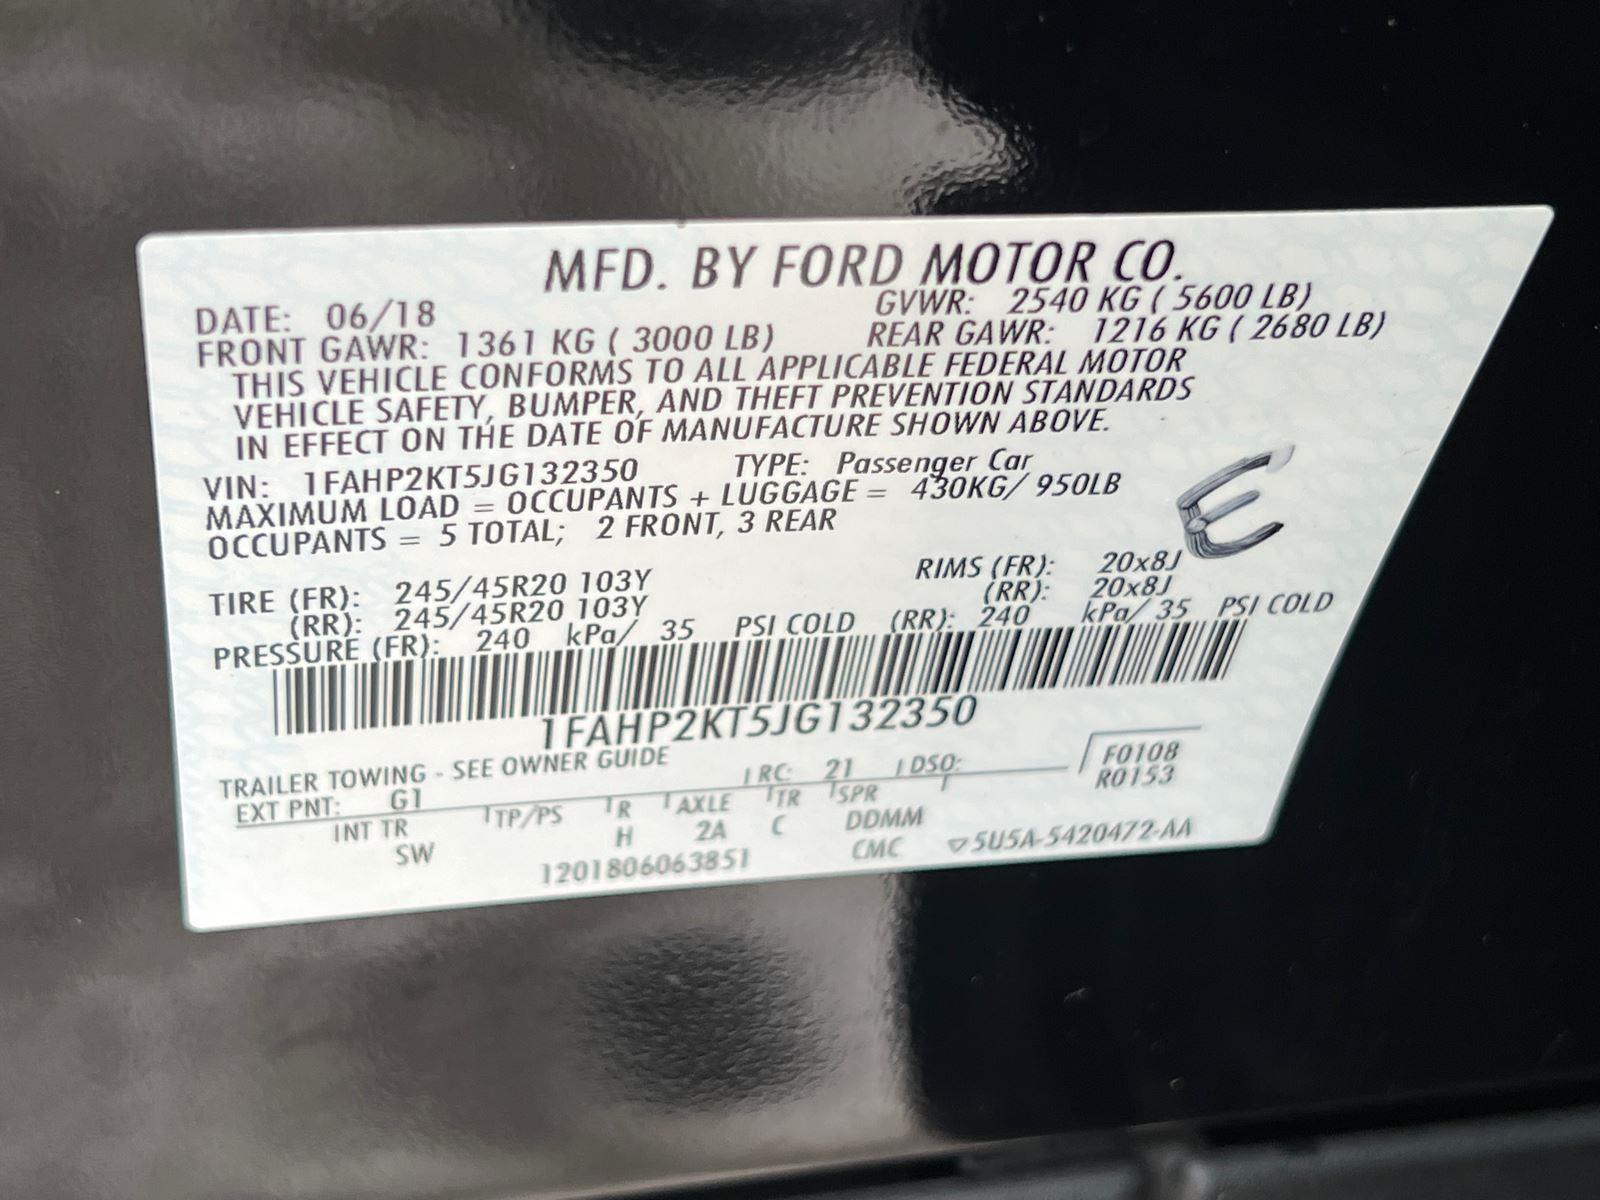 MFD. BY FORD MOTOR CO.
DATE: 06/18 GVWR: 2540 KG ( 5600 LB)
FRONT GAWR: 1361 KG ( 3000 LB) REAR GAWR: 1216 KG ( 2680 LB)
THIS VEHICLE CONFORMS TO ALL APPLICABLE FEDERAL MOTOR
VEHICLE SAFETY, BUMPER, AND THEFT PREVENTION STANDARDS
IN EFFECT ON THE DATE OF MANUFACTURE SHOWN ABOVE.
VIN: 1FAHP2KT5JG132350 TYPE: Passenger Car
MAXIMUM LOAD = OCCUPANTS + LUGGAGE = 430KG/ 950LB
OCCUPANTS = 5 TOTAL; 2 FRONT, 3 REAR
E
TIRE (FR): 245/45R20 103Y RIMS (FR): 20x8J
(RR): 245/45R20 103Y (RR): 20x8J
PRESSURE (FR): 240 kPa/ 35 PSI COLD (RR): 240 kPa/ 35 PSI COLD
1FAHP2KT5JG132350
TRAILER TOWING - SEE OWNER GUIDE
EXT PNT: G1 RC: 21 DSO: F0108
R0153
INT TR TP/PS R AXLE TR SPR
SW H 2A C DDMM
1201806063851 CMC ▽5U5A-5420472-AA